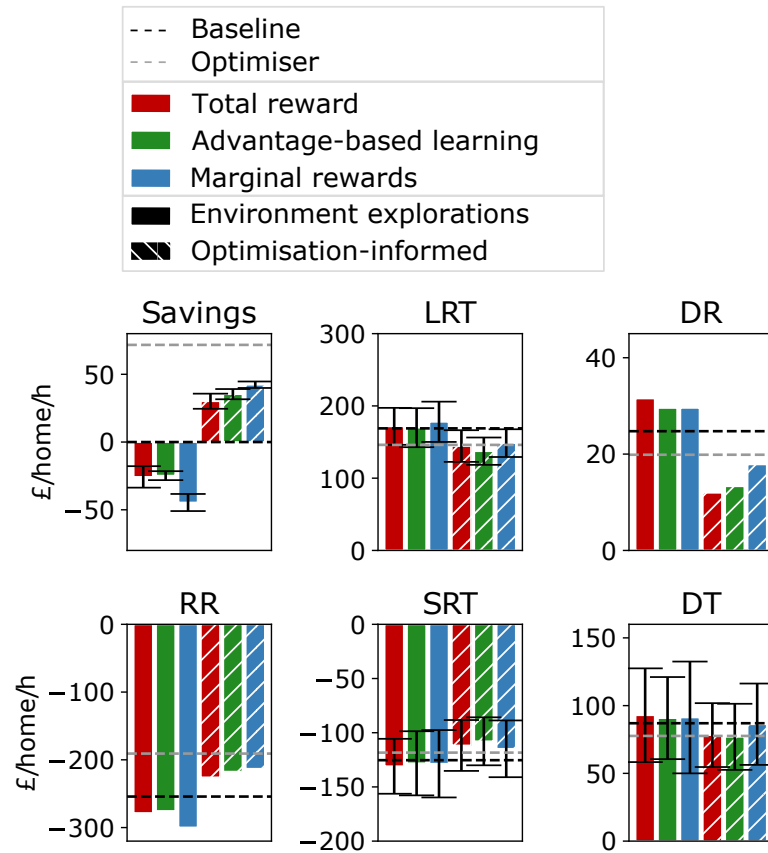 Baseline
Optimiser
Total reward
Advantage-based learning
Marginal rewards
Environment explorations
Optimisation-informed
Savings
LRT
DR
£/home/h
50
0
−50
300
200
100
0
40
20
0
RR
SRT
DT
£/home/h
0
−100
−200
−300
0
−50
−100
−125
−150
−200
150
100
50
0